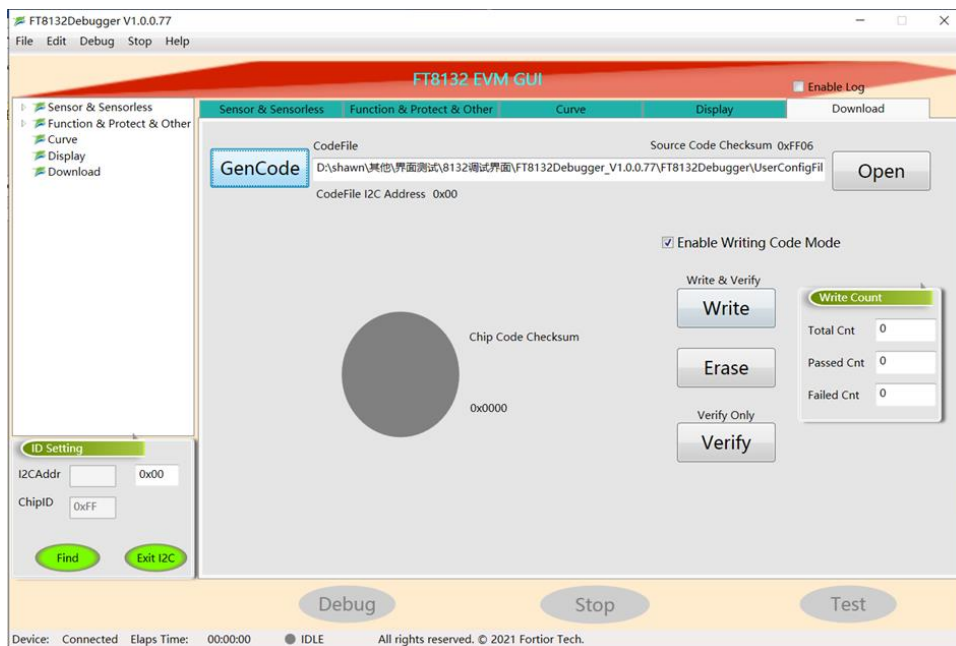 FT8132Debugger V1.0.0.77
File Edit Debug Stop Help
FT8132 EVM GUI
Enable Log
Sensor & Sensorless
Function & Protect & Other
Curve
Display
Download
Sensor & Sensorless Function & Protect & Other Curve Display Download
CodeFile Source Code Checksum 0xFF06
GenCode D:\shawn\其他\界面测试\8132调试界面\FT8132Debugger_V1.0.0.77\FT8132Debugger\UserConfigFil Open
CodeFile I2C Address 0x00
Enable Writing Code Mode
Write & Verify
Write
Write Count
Total Cnt 0
Chip Code Checksum
Erase
Passed Cnt 0
Failed Cnt 0
0x0000
Verify Only
Verify
ID Setting
I2CAddr 0x00
ChipID 0xFF
Find Exit I2C
Debug Stop Test
Device: Connected Elaps Time: 00:00:00 IDLE All rights reserved. © 2021 Fortior Tech.